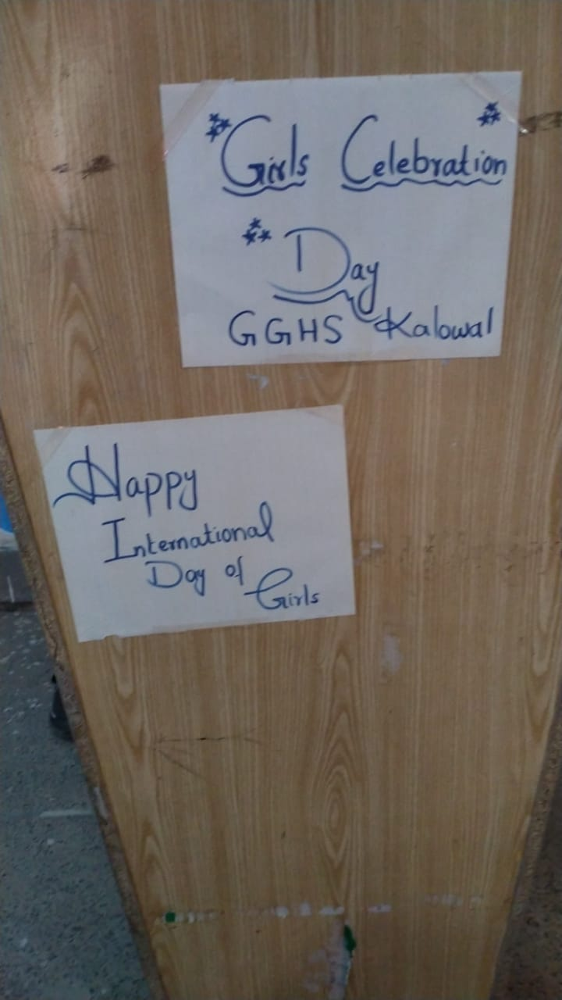 Girls Celebration
Day
GGHS Kalowal
Happy
International
Day of
Girls